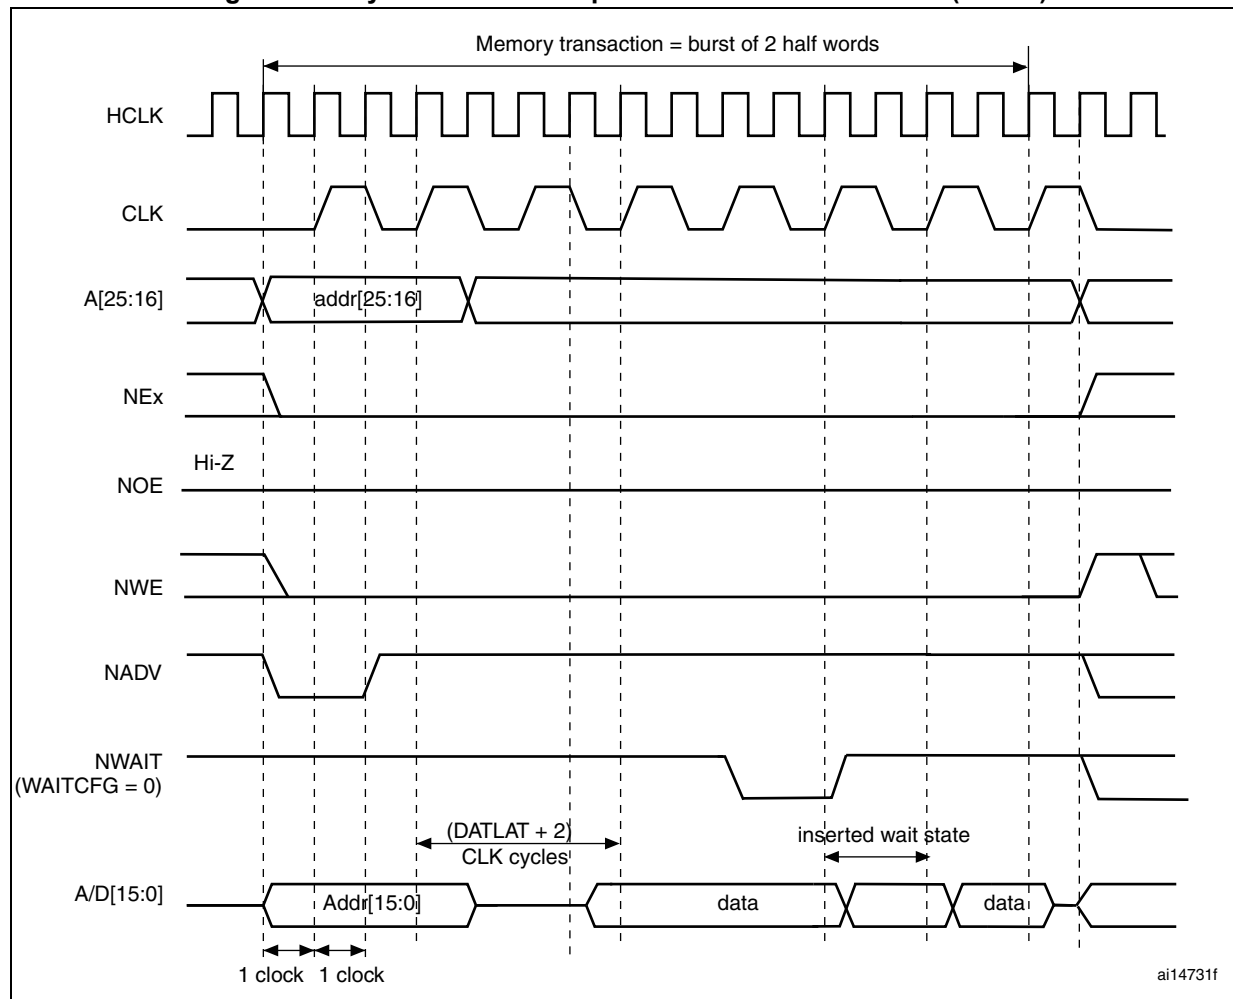 Memory transaction = burst of 2 half words
HCLK
CLK
A[25:16]
addr[25:16]
NEx
Hi-Z
NOE
NWE
NADV
NWAIT
(WAITCFG = 0)
(DATLAT + 2)
CLK cycles
inserted wait state
A/D[15:0]
Addr[15:0]
data
data
1 clock
1 clock
ai14731f